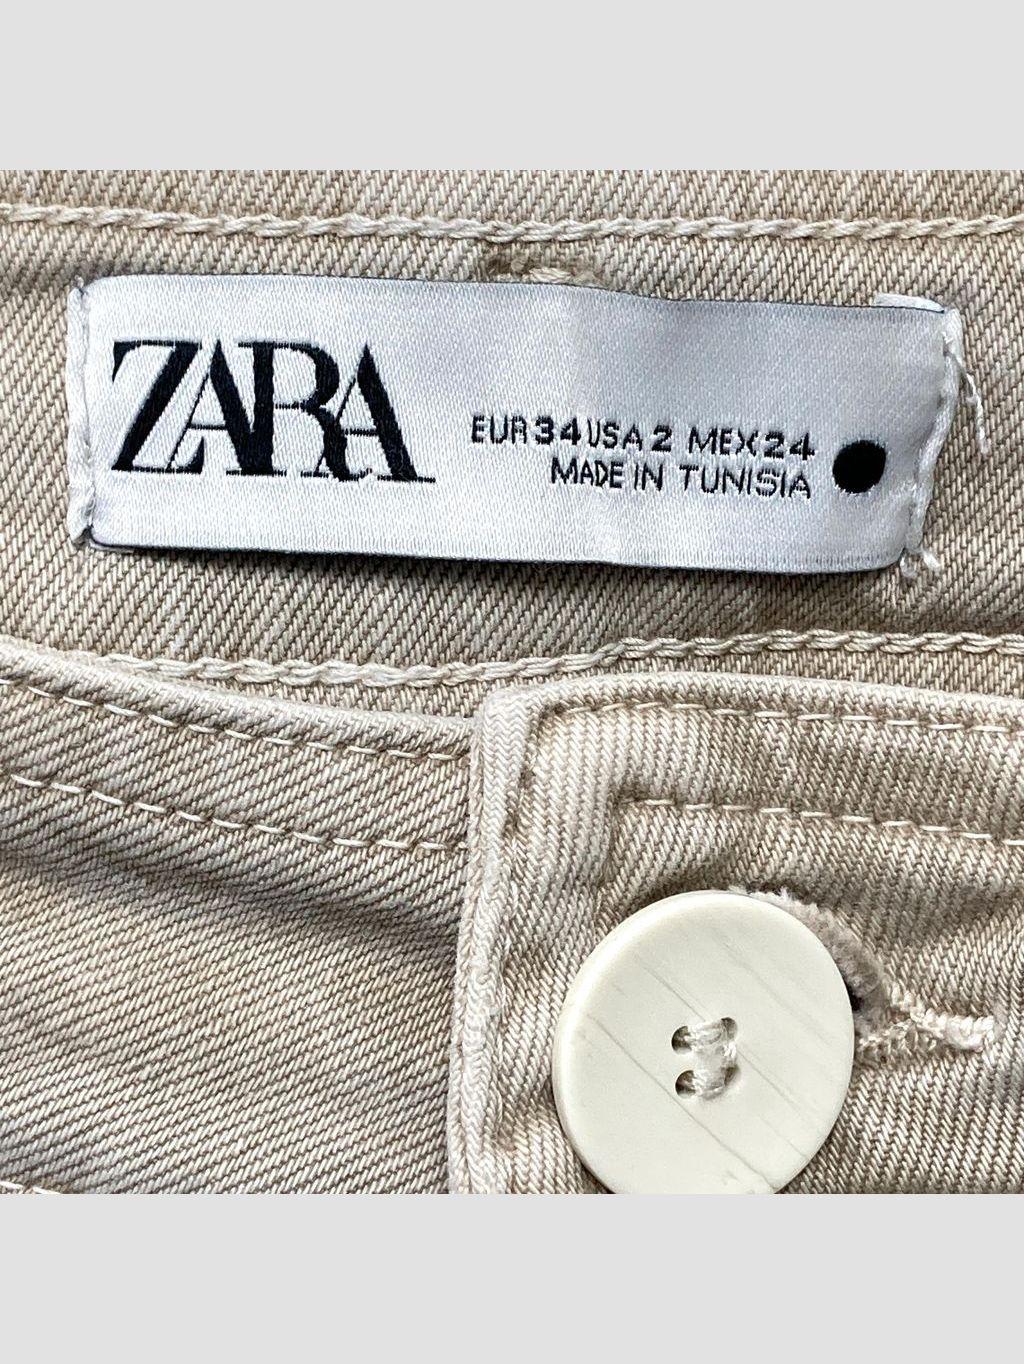 ZARA
EUR 34 USA 2 MEX 24
MADE IN TUNISIA